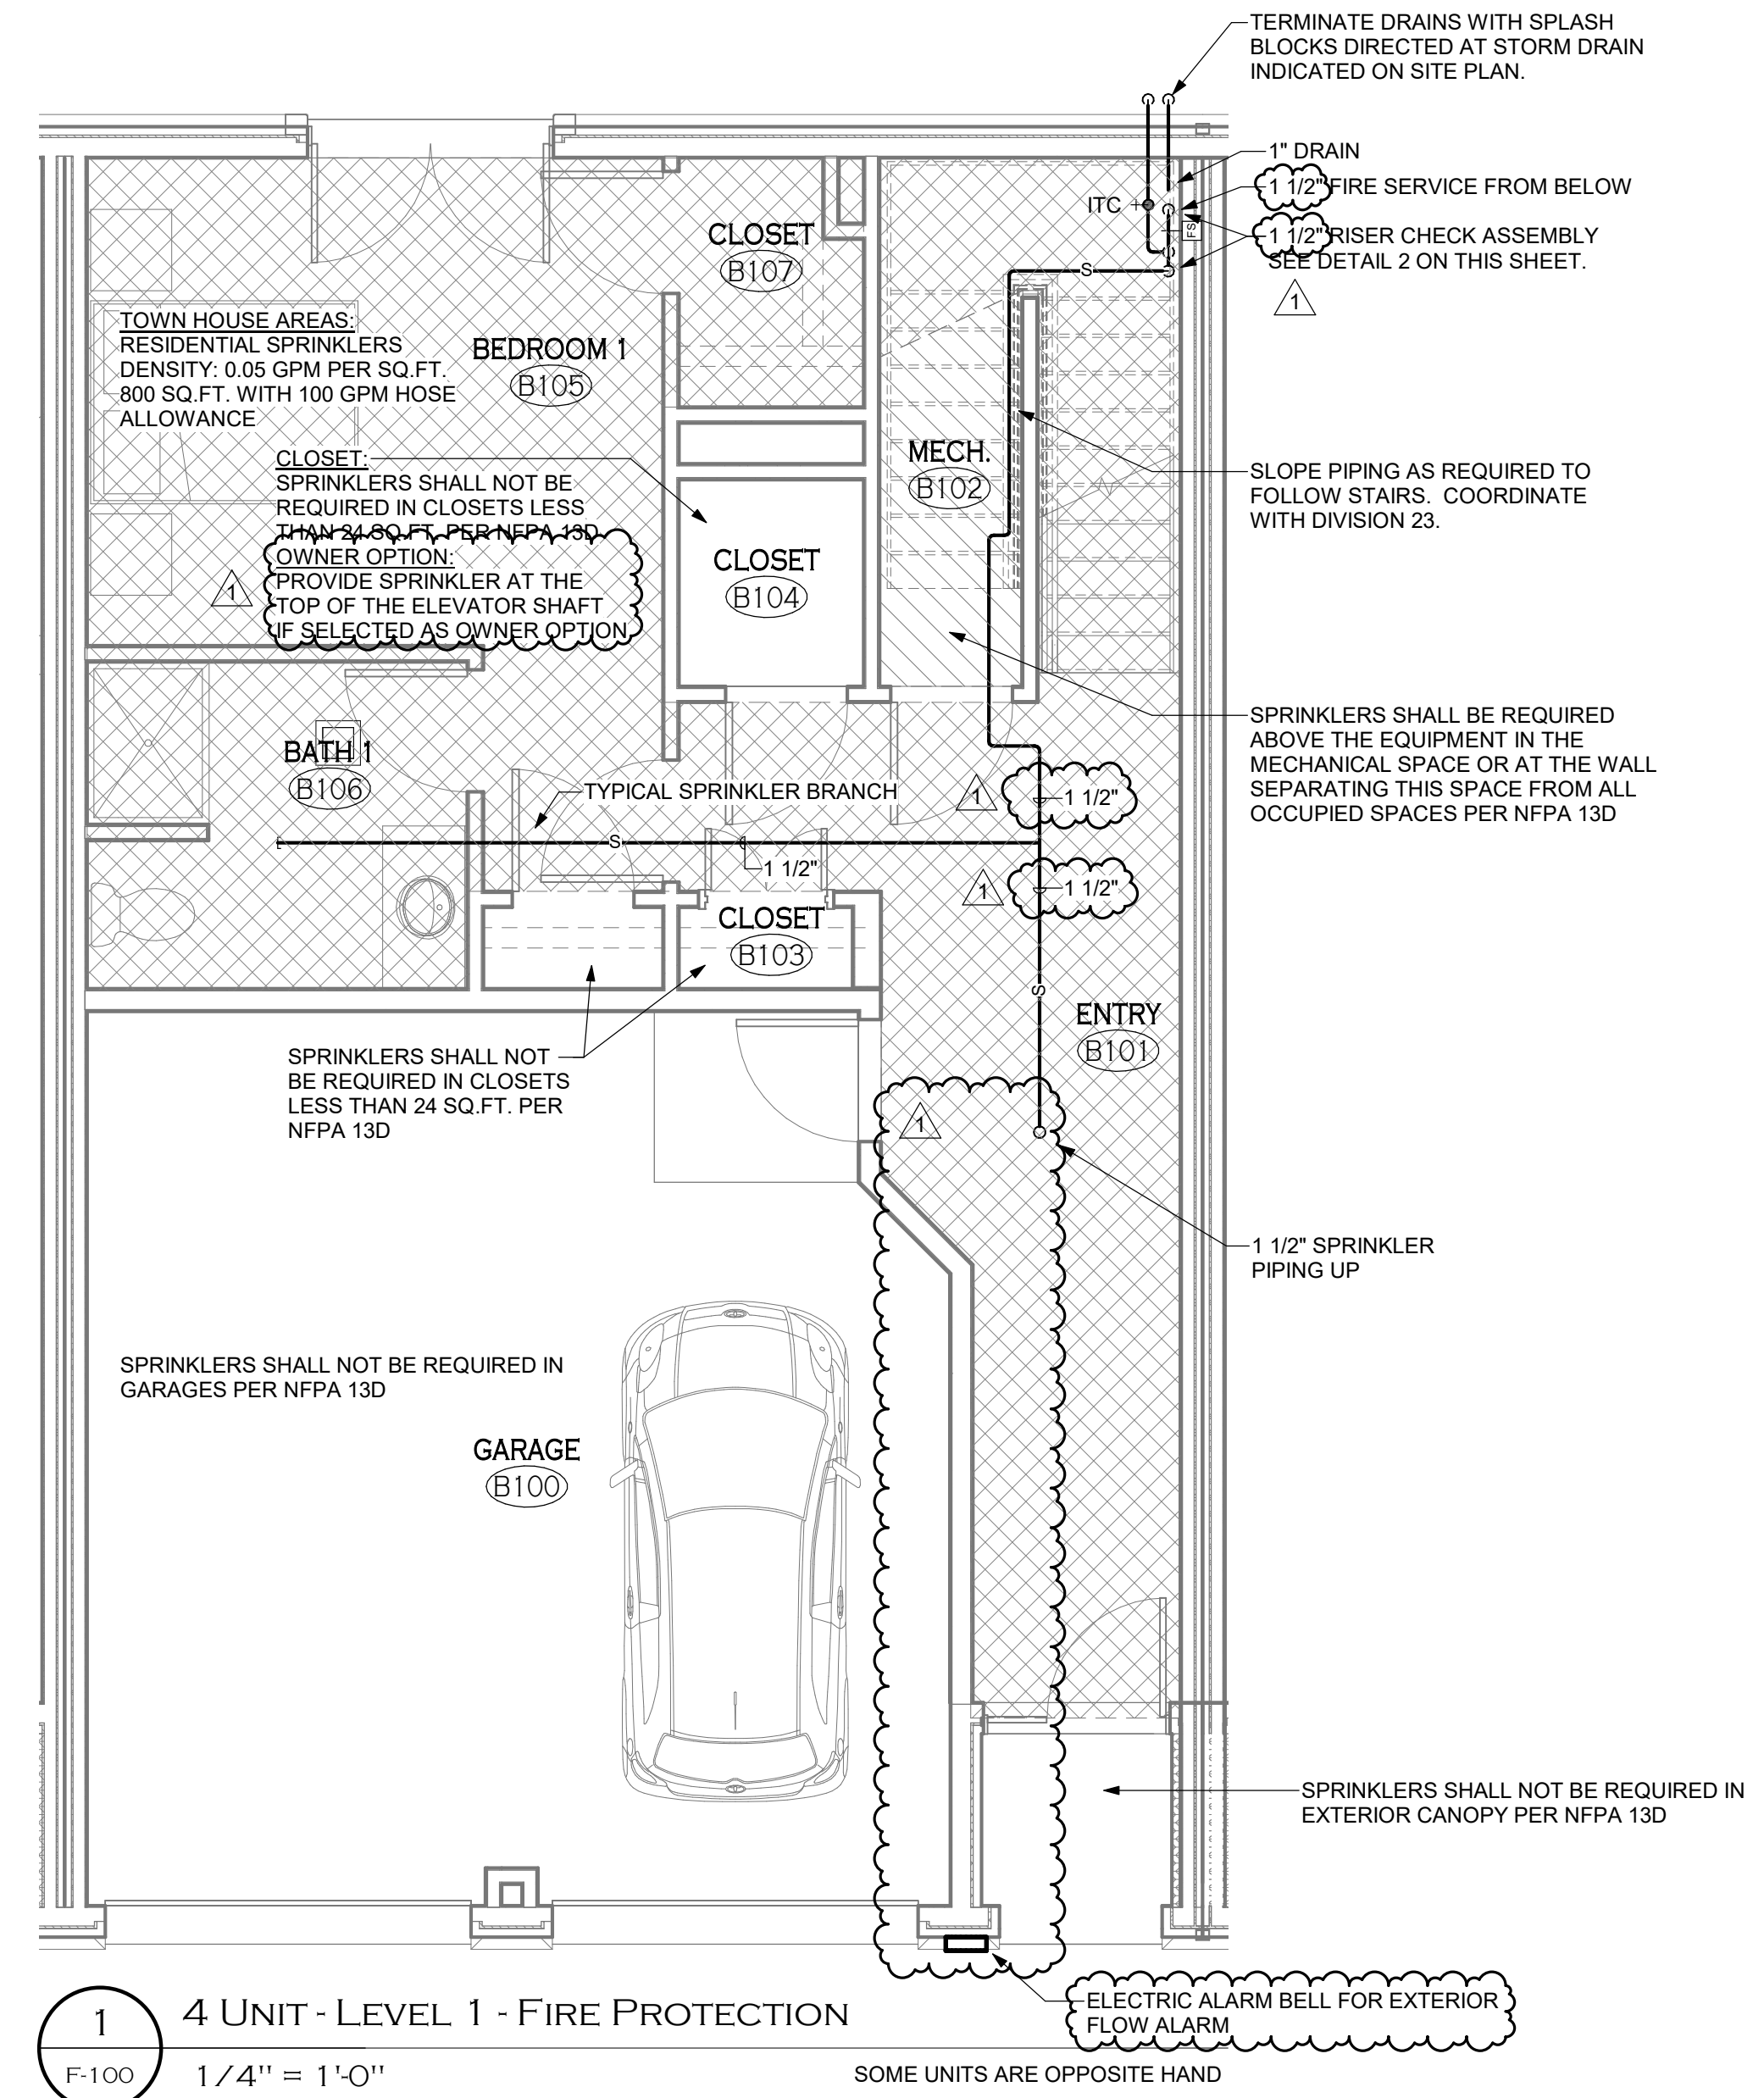 TERMINATE DRAINS WITH SPLASH
BLOCKS DIRECTED AT STORM DRAIN
INDICATED ON SITE PLAN.
1" DRAIN
1 1/2" FIRE SERVICE FROM BELOW
ITC
FS
1 1/2" RISER CHECK ASSEMBLY
SEE DETAIL 2 ON THIS SHEET.
1
S
CLOSET
B107
TOWN HOUSE AREAS:
RESIDENTIAL SPRINKLERS
DENSITY: 0.05 GPM PER SQ.FT.
800 SQ.FT. WITH 100 GPM HOSE
ALLOWANCE
BEDROOM 1
B105
CLOSET:
SPRINKLERS SHALL NOT BE
REQUIRED IN CLOSETS LESS
THAN 24 SQ.FT. PER NFPA 13D
OWNER OPTION:
PROVIDE SPRINKLER AT THE
TOP OF THE ELEVATOR SHAFT
IF SELECTED AS OWNER OPTION
1
MECH.
B102
SLOPE PIPING AS REQUIRED TO
FOLLOW STAIRS. COORDINATE
WITH DIVISION 23.
CLOSET
B104
SPRINKLERS SHALL BE REQUIRED
ABOVE THE EQUIPMENT IN THE
MECHANICAL SPACE OR AT THE WALL
SEPARATING THIS SPACE FROM ALL
OCCUPIED SPACES PER NFPA 13D
BATH 1
B106
TYPICAL SPRINKLER BRANCH
1
1 1/2"
S
1 1/2"
1
1 1/2"
CLOSET
B103
S
ENTRY
B101
SPRINKLERS SHALL NOT
BE REQUIRED IN CLOSETS
LESS THAN 24 SQ.FT. PER
NFPA 13D
1
1 1/2" SPRINKLER
PIPING UP
SPRINKLERS SHALL NOT BE REQUIRED IN
GARAGES PER NFPA 13D
GARAGE
B100
SPRINKLERS SHALL NOT BE REQUIRED IN
EXTERIOR CANOPY PER NFPA 13D
ELECTRIC ALARM BELL FOR EXTERIOR
FLOW ALARM
1
F-100
4 UNIT - LEVEL 1 - FIRE PROTECTION
1/4" = 1'-0"
SOME UNITS ARE OPPOSITE HAND